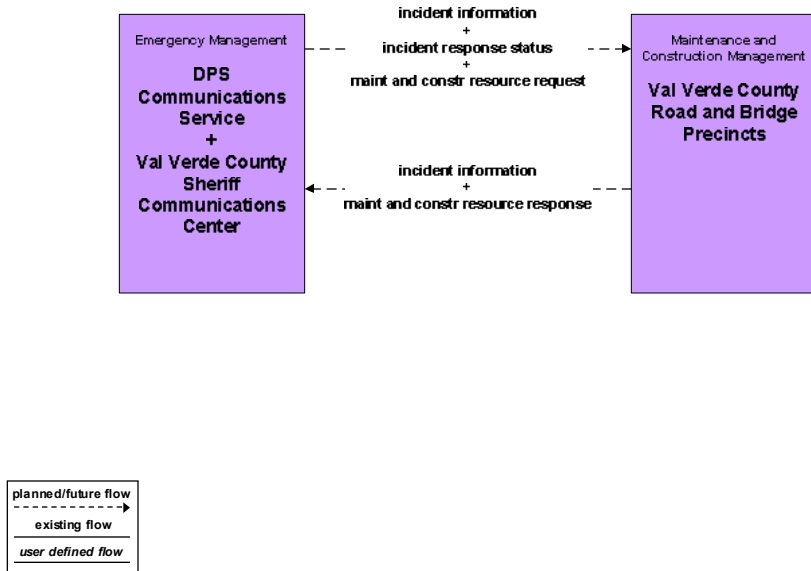 Emergency Management
DPS
Communications
Service
+
Val Verde County
Sheriff
Communications
Center
incident information
+
incident response status
+
maint and constr resource request
incident information
+
maint and constr resource response
Maintenance and
Construction Management
Val Verde County
Road and Bridge
Precincts
planned/future flow
existing flow
user defined flow